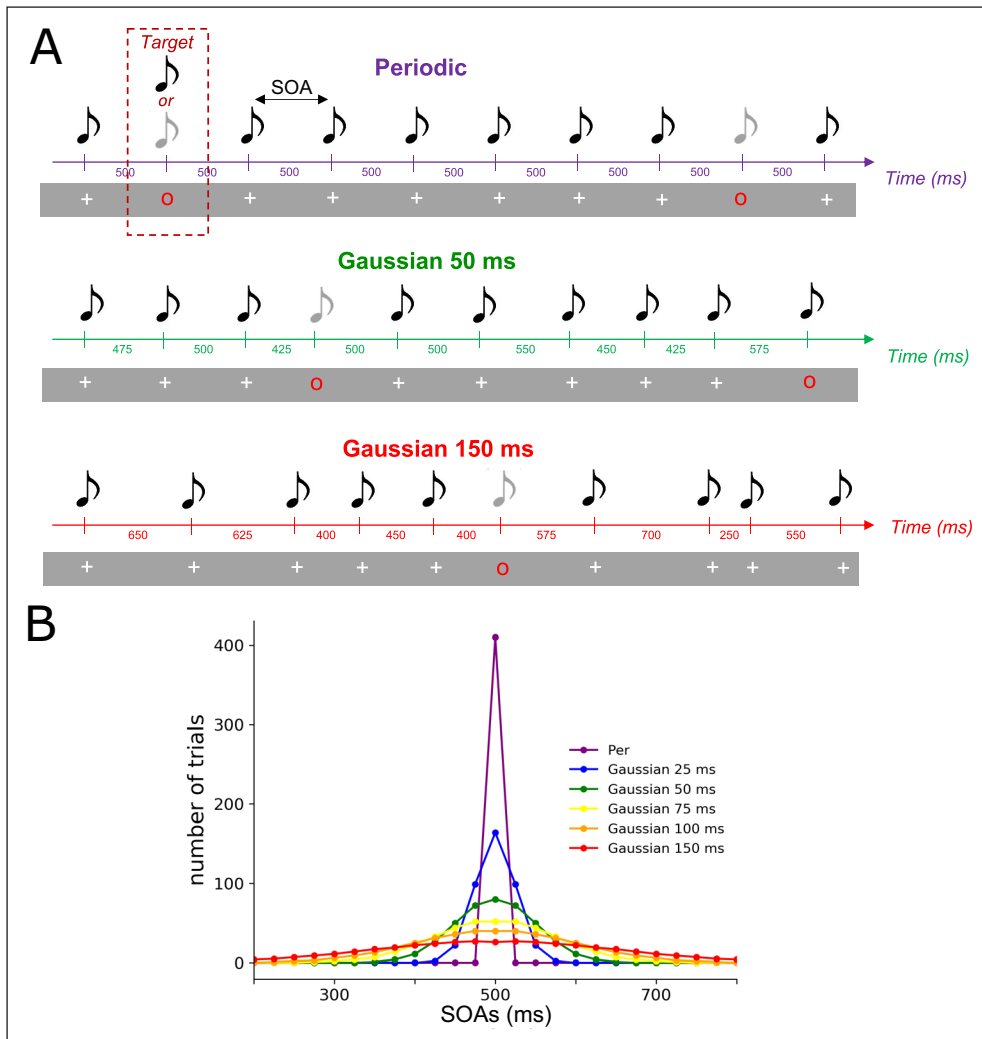 A
Target
or
Periodic
SOA
500 500 500 500 500 500 500 500 500
Time (ms)
+ O + + + + + + O +
Gaussian 50 ms
475 500 425 500 500 550 450 425 575
Time (ms)
+ + + O + + + + + O
Gaussian 150 ms
650 625 400 450 400 575 700 250 550
Time (ms)
+ + + + + O + + + +
B
number of trials
400
300
200
100
0
Per
Gaussian 25 ms
Gaussian 50 ms
Gaussian 75 ms
Gaussian 100 ms
Gaussian 150 ms
300 500 700
SOAs (ms)